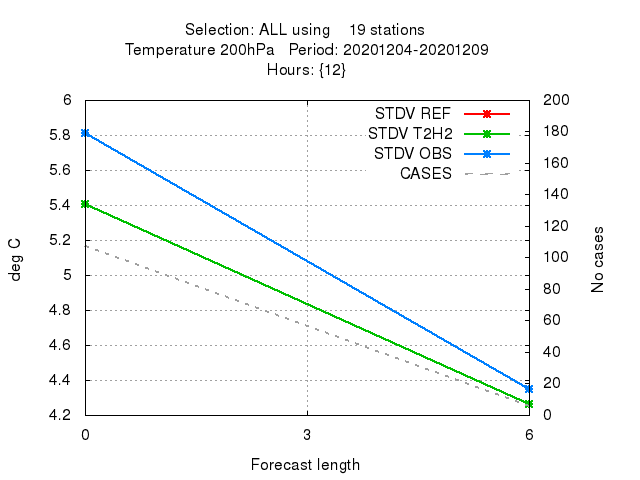 Selection: ALL using    19 stations
Temperature 200hPa   Period: 20201204-20201209
Hours: {12}
6
5.8
5.6
5.4
5.2
5
4.8
4.6
4.4
4.2
deg C
STDV REF
STDV T2H2
STDV OBS
CASES
200
180
160
140
120
100
80
60
40
20
0
No cases
0 3 6
Forecast length